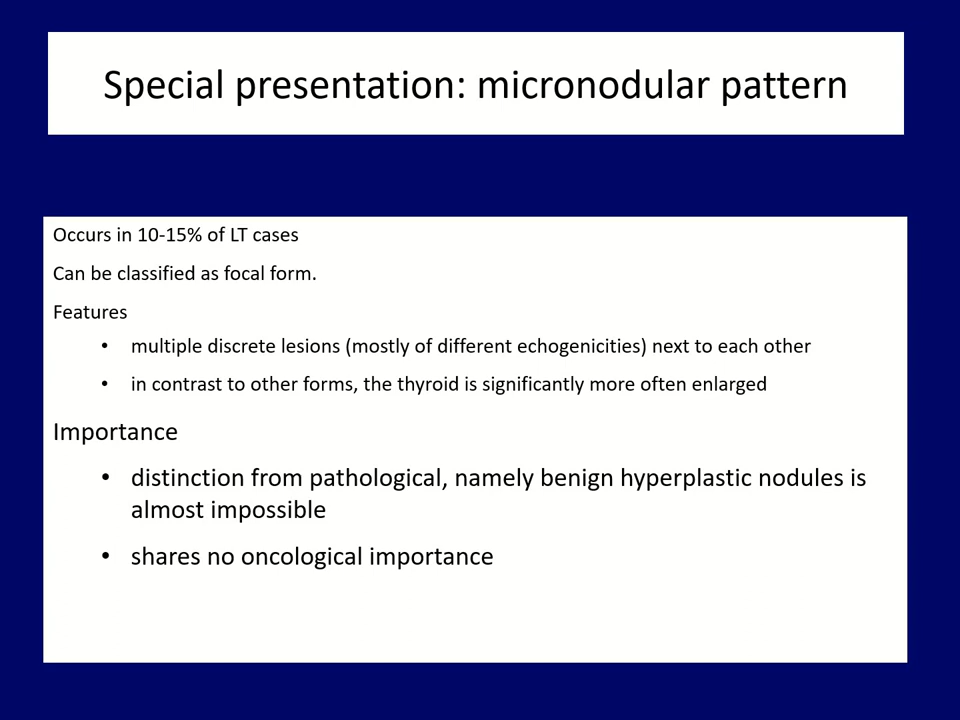 Special presentation: micronodular pattern
Occurs in 10-15% of LT cases
Can be classified as focal form.
Features
• multiple discrete lesions (mostly of different echogenicities) next to each other
• in contrast to other forms, the thyroid is significantly more often enlarged
Importance
• distinction from pathological, namely benign hyperplastic nodules is
almost impossible
• shares no oncological importance